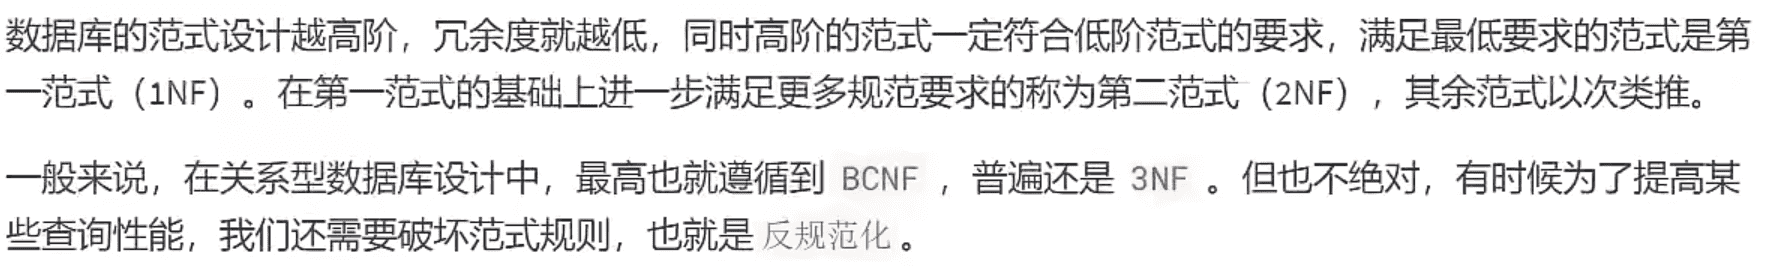 数据库的范式设计越高阶，冗余度就越低，同时高阶的范式一定符合低阶范式的要求，满足最低要求的范式是第
一范式（1NF）。在第一范式的基础上进一步满足更多规范要求的称为第二范式（2NF），其余范式以次类推。
一般来说，在关系型数据库设计中，最高也就遵循到 BCNF ，普遍还是 3NF 。但也不绝对，有时候为了提高某
些查询性能，我们还需要破坏范式规则，也就是 反规范化 。